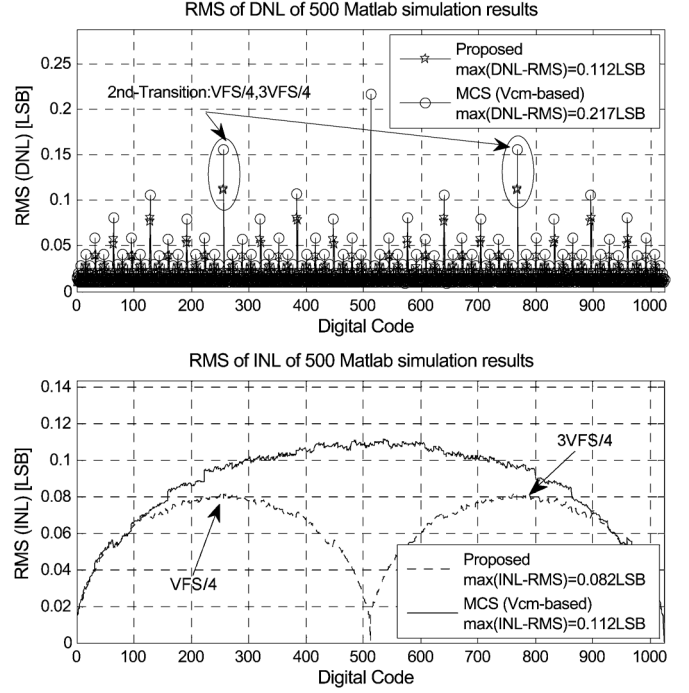 RMS of DNL of 500 Matlab simulation results
RMS (DNL) [LSB]
0.25
0.2
0.15
0.1
0.05
0
2nd-Transition:VFS/4,3VFS/4
Proposed
max(DNL-RMS)=0.112LSB
MCS (Vcm-based)
max(DNL-RMS)=0.217LSB
0 100 200 300 400 500 600 700 800 900 1000
Digital Code
RMS of INL of 500 Matlab simulation results
RMS (INL) [LSB]
0.14
0.12
0.1
0.08
0.06
0.04
0.02
0
3VFS/4
VFS/4
Proposed
max(INL-RMS)=0.082LSB
MCS (Vcm-based)
max(INL-RMS)=0.112LSB
0 100 200 300 400 500 600 700 800 900 1000
Digital Code